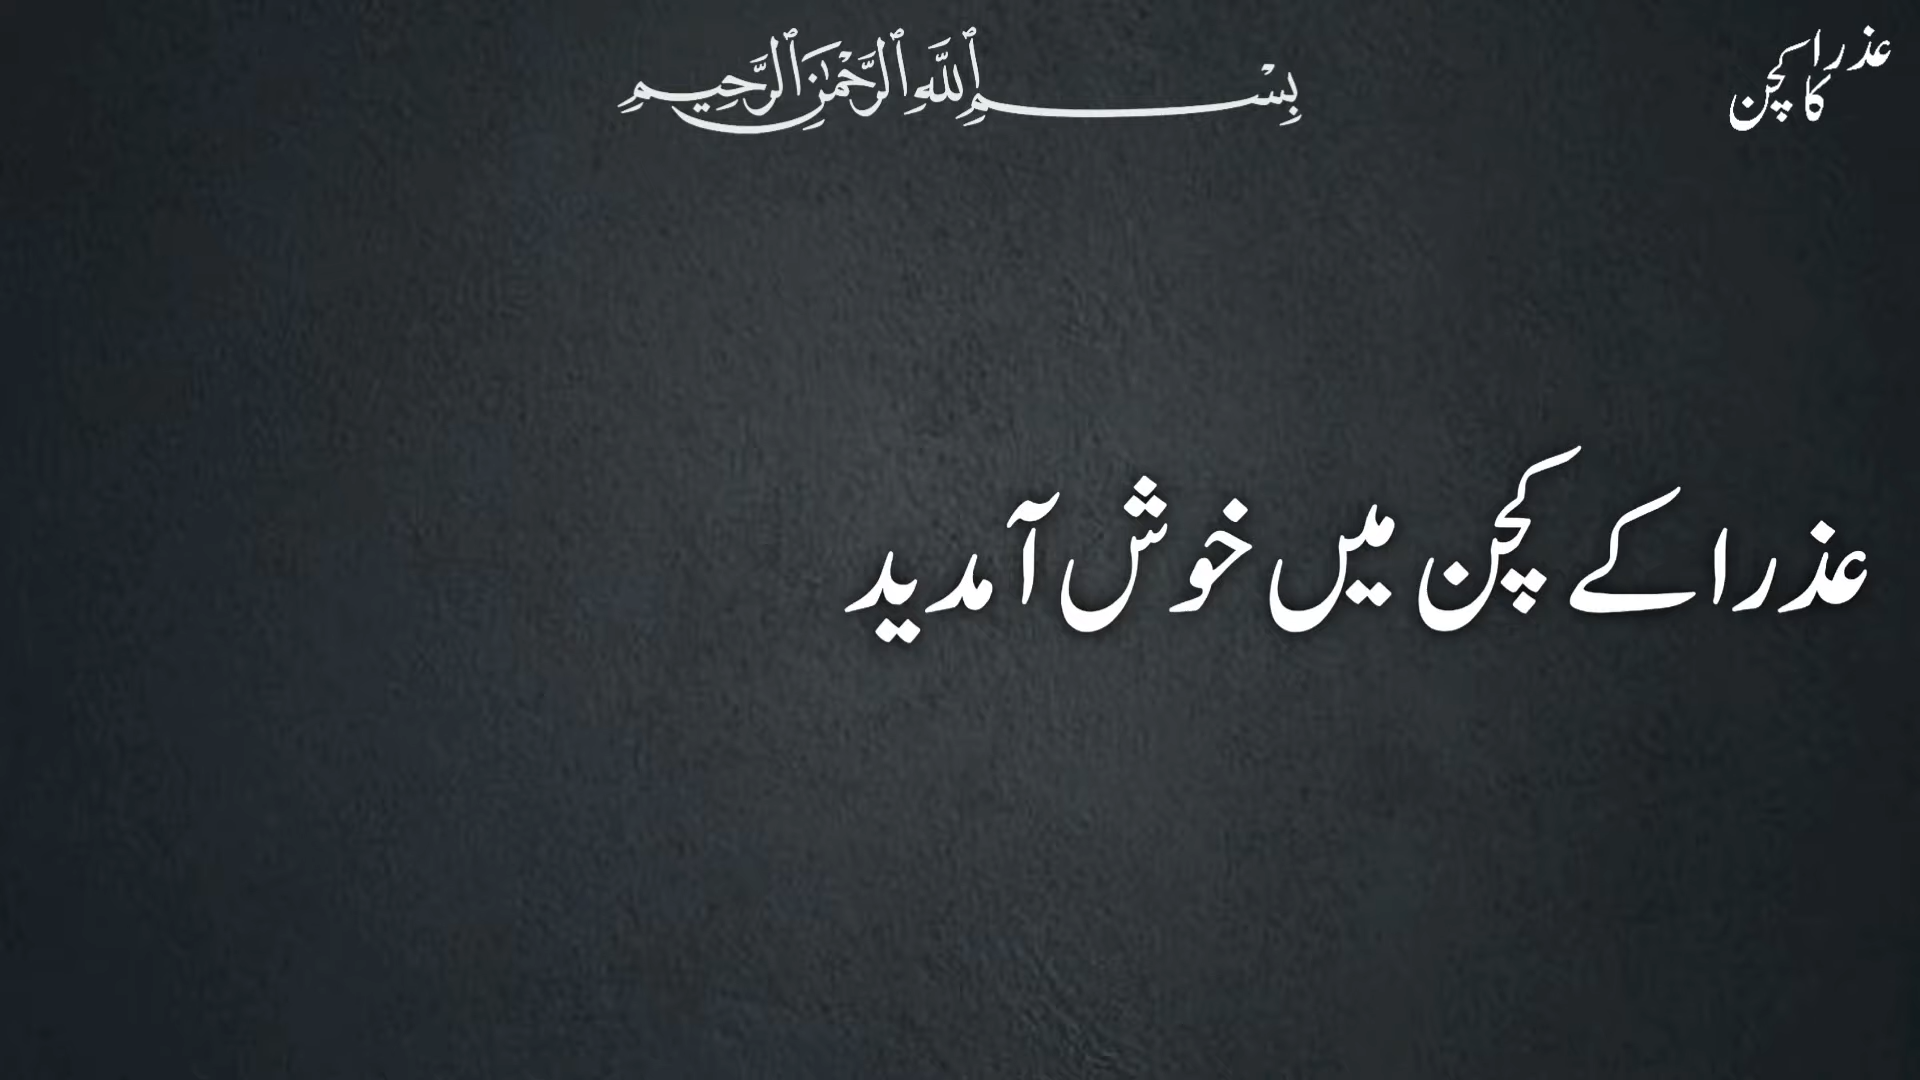 بِسْمِ ٱللَّهِ ٱلرَّحْمَٰنِ ٱلرَّحِيمِ
عذرا کا کچن
عذرا کے کچن میں خوش آمدید